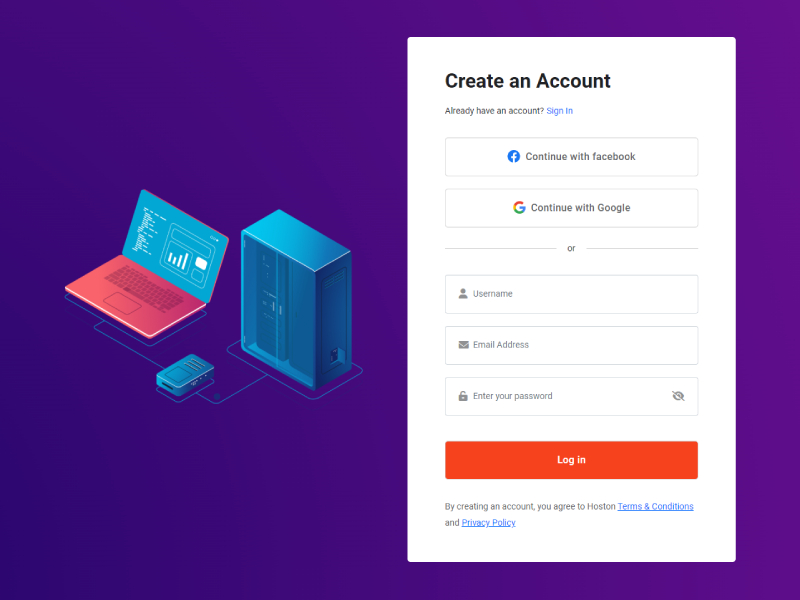 Create an Account
Already have an account? Sign In
Continue with facebook
Continue with Google
or
Username
Email Address
Enter your password
Log in
By creating an account, you agree to Hoston Terms & Conditions
and Privacy Policy